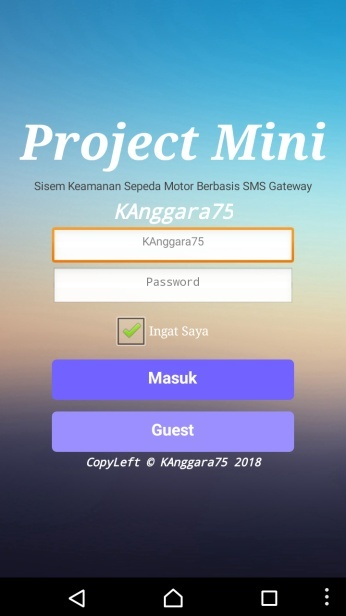 Project Mini
Sisem Keamanan Sepeda Motor Berbasis SMS Gateway
KAnggara75
KAnggara75
Password
Ingat Saya
Masuk
Guest
CopyLeft © KAnggara75 2018